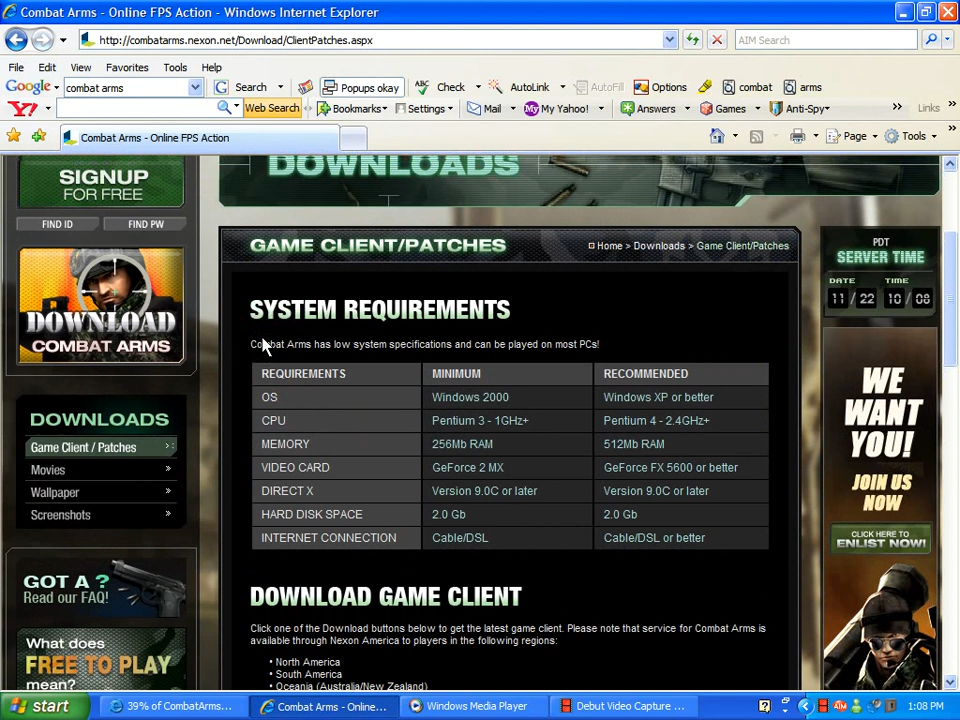 Combat Arms - Online FPS Action - Windows Internet Explorer
http://combatarms.nexon.net/Download/ClientPatches.aspx
AIM Search
File Edit View Favorites Tools Help
Google combat arms Search Popups okay Check AutoLink AutoFill Options combat arms
Y! Web Search Bookmarks Settings Mail My Yahoo! Answers Games Anti-Spy Links
Combat Arms - Online FPS Action Page Tools
SIGNUP
FOR FREE
FIND ID FIND PW
DOWNLOAD
COMBAT ARMS
DOWNLOADS
Game Client / Patches
Movies
Wallpaper
Screenshots
GOT A ?
Read our FAQ!
What does
FREE TO PLAY
mean?
DOWNLOADS
GAME CLIENT/PATCHES
Home > Downloads > Game Client/Patches
SYSTEM REQUIREMENTS
Combat Arms has low system specifications and can be played on most PCs!
REQUIREMENTS MINIMUM RECOMMENDED
OS Windows 2000 Windows XP or better
CPU Pentium 3 - 1GHz+ Pentium 4 - 2.4GHz+
MEMORY 256Mb RAM 512Mb RAM
VIDEO CARD GeForce 2 MX GeForce FX 5600 or better
DIRECT X Version 9.0C or later Version 9.0C or later
HARD DISK SPACE 2.0 Gb 2.0 Gb
INTERNET CONNECTION Cable/DSL Cable/DSL or better
DOWNLOAD GAME CLIENT
Click one of the Download buttons below to get the latest game client. Please note that service for Combat Arms is
available through Nexon America to players in the following regions:
• North America
• South America
• Oceania (Australia/New Zealand)
PDT
SERVER TIME
DATE TIME
11/22 10/08
WE
WANT
YOU!
JOIN US
NOW
CLICK HERE TO
ENLIST NOW!
start 39% of CombatArms... Combat Arms - Online... Windows Media Player Debut Video Capture ... AIM 1:08 PM